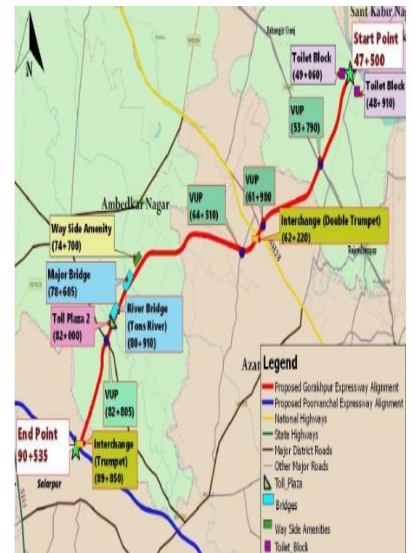 Sant Kabir Nagar
Start Point
47+500
Toilet Block
(49+060)
Toilet Block
(48+910)
N
VUP
(53+790)
VUP
(61+980
VUP
(64+510)
Ambedkar Nagar
Interchange (Double Trumpet)
(62+220)
Way Side Amenity
(74+700)
Major Bridge
(78+605)
River Bridge
(Tons River)
(80+910)
Toll Plaza 2
(82+000)
VUP
(82+805)
End Point
90+535
Interchange
(Trumpet)
(89+850)
Salarpur
Azam
Legend
Proposed Gorakhpur Expressway Alignment
Proposed Poorvanchal Expressway Alignment
National Highways
State Highways
Major District Roads
Other Major Roads
Toll_Plaza
Bridges
Way Side Amenities
Toilet_Block